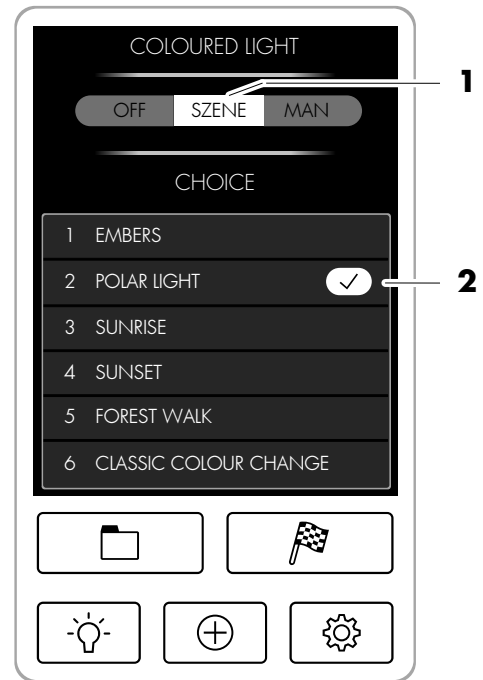 COLOURED LIGHT
1
OFF SZENE MAN
CHOICE
1 EMBERS
2 POLAR LIGHT
2
3 SUNRISE
4 SUNSET
5 FOREST WALK
6 CLASSIC COLOUR CHANGE